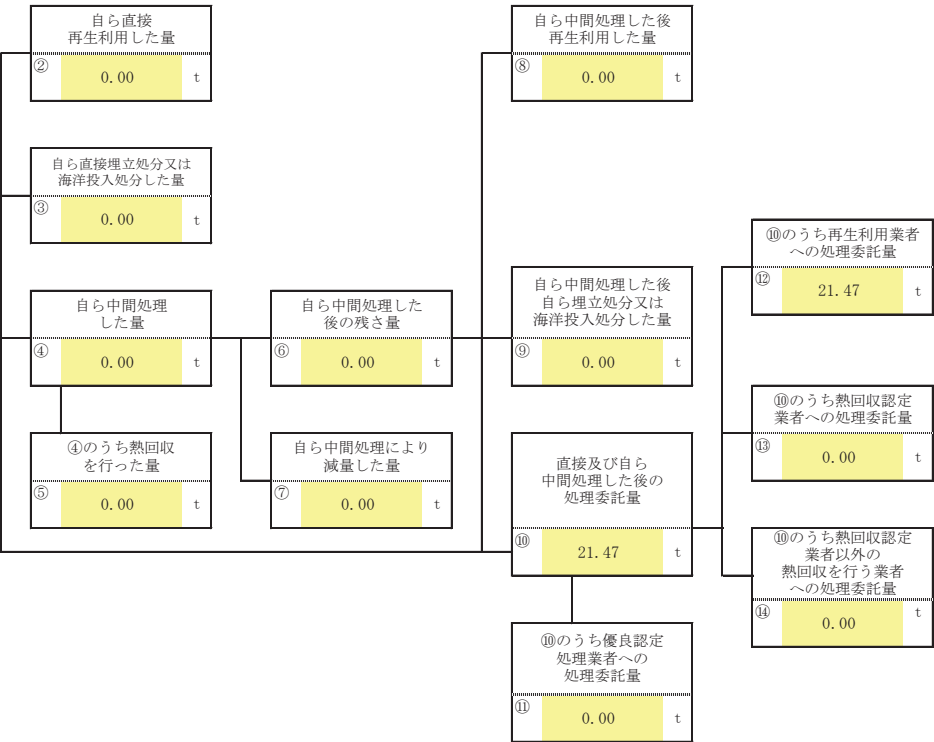 自ら直接
再生利用した量
②
0.00 t
自ら直接埋立処分又は
海洋投入処分した量
③
0.00 t
自ら中間処理
した量
④
0.00 t
④のうち熱回収
を行った量
⑤
0.00 t
自ら中間処理した
後の残さ量
⑥
0.00 t
自ら中間処理により
減量した量
⑦
0.00 t
自ら中間処理した後
再生利用した量
⑧
0.00 t
自ら中間処理した後
自ら埋立処分又は
海洋投入処分した量
⑨
0.00 t
直接及び自ら
中間処理した後の
処理委託量
⑩
21.47 t
⑩のうち優良認定
処理業者への
処理委託量
⑪
0.00 t
⑩のうち再生利用業者
への処理委託量
⑫
21.47 t
⑩のうち熱回収認定
業者への処理委託量
⑬
0.00 t
⑩のうち熱回収認定
業者以外の
熱回収を行う業者
への処理委託量
⑭
0.00 t